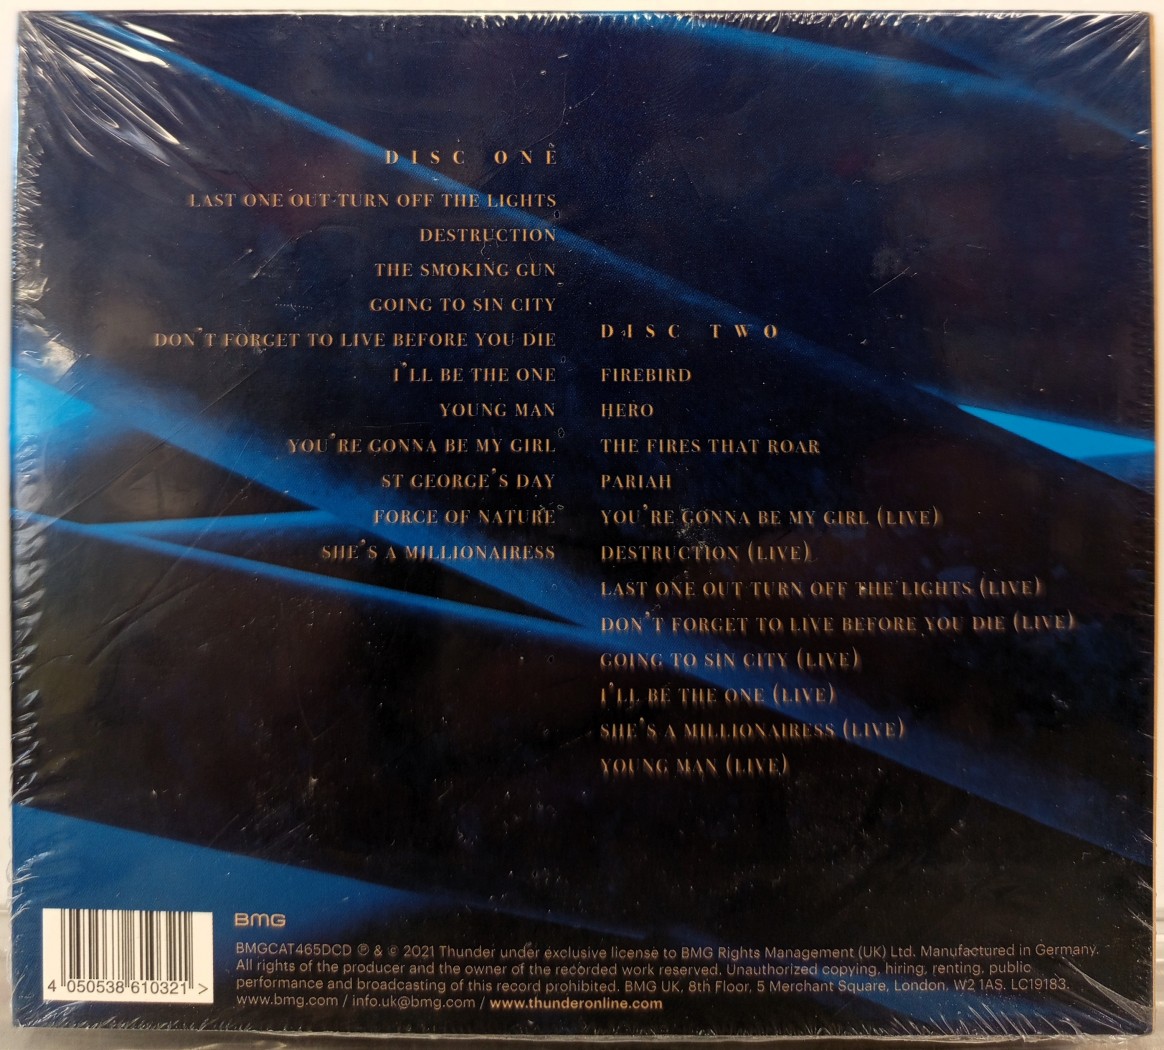 DISC ONE
LAST ONE OUT TURN OFF THE LIGHTS
DESTRUCTION
THE SMOKING GUN
GOING TO SIN CITY
DON'T FORGET TO LIVE BEFORE YOU DIE
I'LL BE THE ONE
YOUNG MAN
YOU'RE GONNA BE MY GIRL
ST GEORGE'S DAY
FORCE OF NATURE
SHE'S A MILLIONAIRESS
DISC TWO
FIREBIRD
HERO
THE FIRES THAT ROAR
PARIAH
YOU'RE GONNA BE MY GIRL (LIVE)
DESTRUCTION (LIVE)
LAST ONE OUT TURN OFF THE LIGHTS (LIVE)
DON'T FORGET TO LIVE BEFORE YOU DIE (LIVE)
GOING TO SIN CITY (LIVE)
I'LL BE THE ONE (LIVE)
SHE'S A MILLIONAIRESS (LIVE)
YOUNG MAN (LIVE)
4 050538 610321 >
BMG
BMGCAT465DCD ℗ & © 2021 Thunder under exclusive license to BMG Rights Management (UK) Ltd. Manufactured in Germany.
All rights of the producer and the owner of the recorded work reserved. Unauthorized copying, hiring, renting, public
performance and broadcasting of this record prohibited. BMG UK, 8th Floor, 5 Merchant Square, London, W2 1AS. LC19183.
www.bmg.com / info.uk@bmg.com / www.thunderonline.com